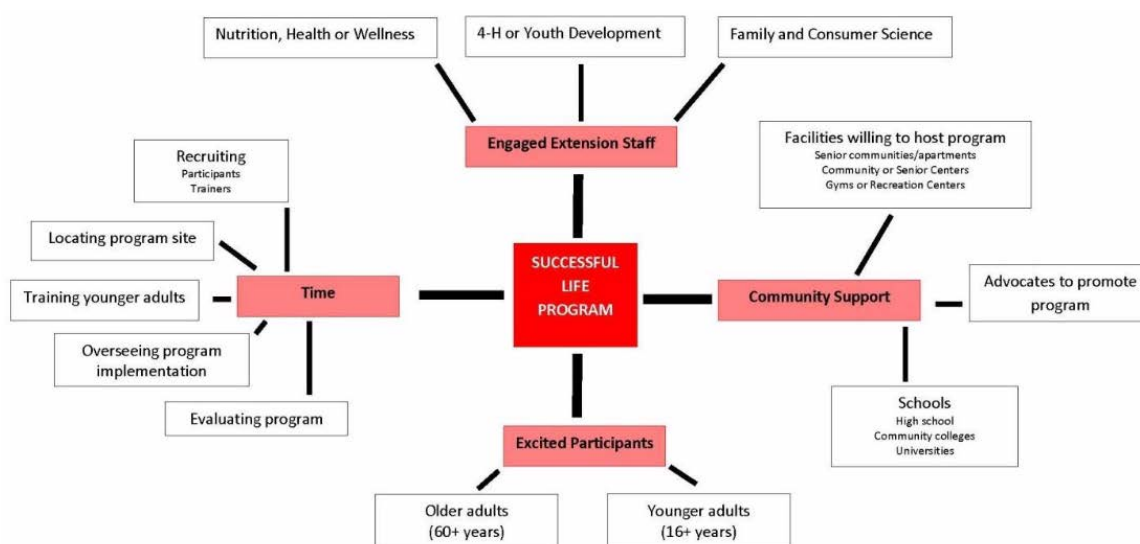 Nutrition, Health or Wellness
4-H or Youth Development
Family and Consumer Science
Engaged Extension Staff
Recruiting
Participants
Trainers
Facilities willing to host program
Senior communities/apartments
Community or Senior Centers
Gyms or Recreation Centers
Locating program site
SUCCESSFUL
LIFE
PROGRAM
Training younger adults
Time
Community Support
Advocates to promote
program
Overseeing program
implementation
Evaluating program
Schools
High school
Community colleges
Universities
Excited Participants
Older adults
(60+ years)
Younger adults
(16+ years)